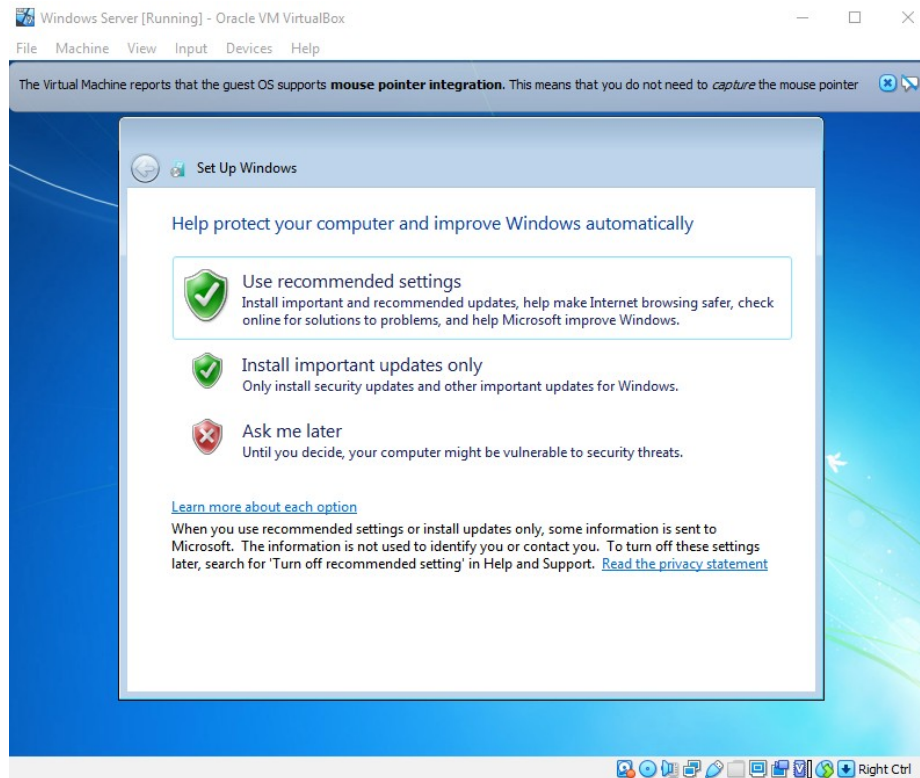 Windows Server [Running] - Oracle VM VirtualBox
File Machine View Input Devices Help
The Virtual Machine reports that the guest OS supports mouse pointer integration. This means that you do not need to capture the mouse pointer
Set Up Windows
Help protect your computer and improve Windows automatically
Use recommended settings
Install important and recommended updates, help make Internet browsing safer, check
online for solutions to problems, and help Microsoft improve Windows.
Install important updates only
Only install security updates and other important updates for Windows.
Ask me later
Until you decide, your computer might be vulnerable to security threats.
Learn more about each option
When you use recommended settings or install updates only, some information is sent to
Microsoft. The information is not used to identify you or contact you. To turn off these settings
later, search for 'Turn off recommended setting' in Help and Support. Read the privacy statement
Right Ctrl